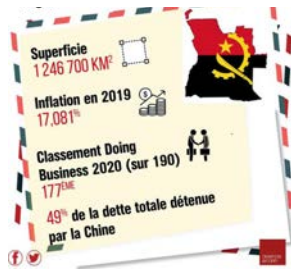 Superficie
1 246 700 KM²
Inflation en 2019
17,081%
Classement Doing
Business 2020 (sur 190)
177ÈME
49% de la dette totale détenue
par la Chine